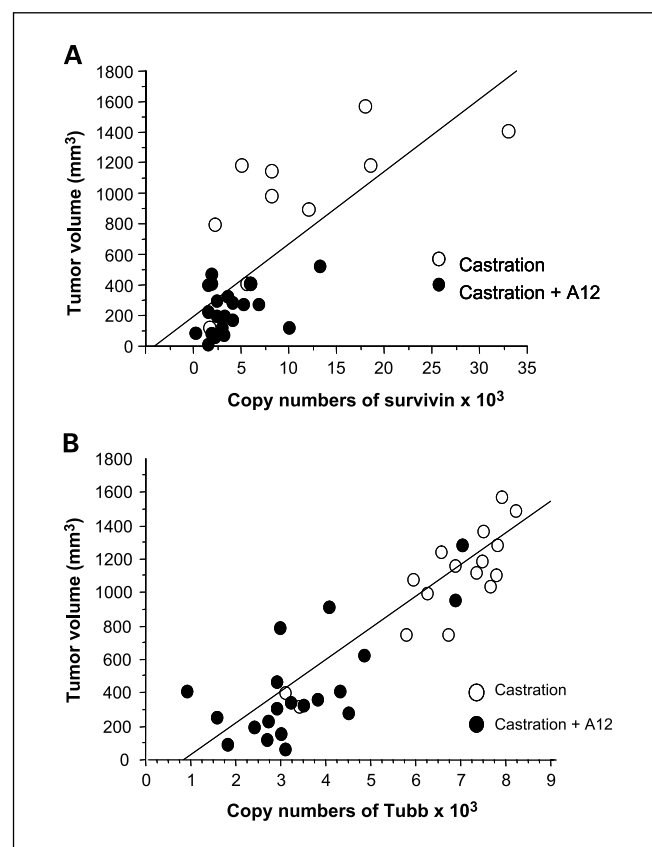 A
1800
1600
1400
1200
1000
800
600
400
200
0
Tumor volume (mm3)
Castration
Castration + A12
0 5 10 15 20 25 30 35
Copy numbers of survivin x 103
B
1800
1600
1400
1200
1000
800
600
400
200
0
Tumor volume (mm3)
Castration
Castration + A12
0 1 2 3 4 5 6 7 8 9
Copy numbers of Tubb x 103